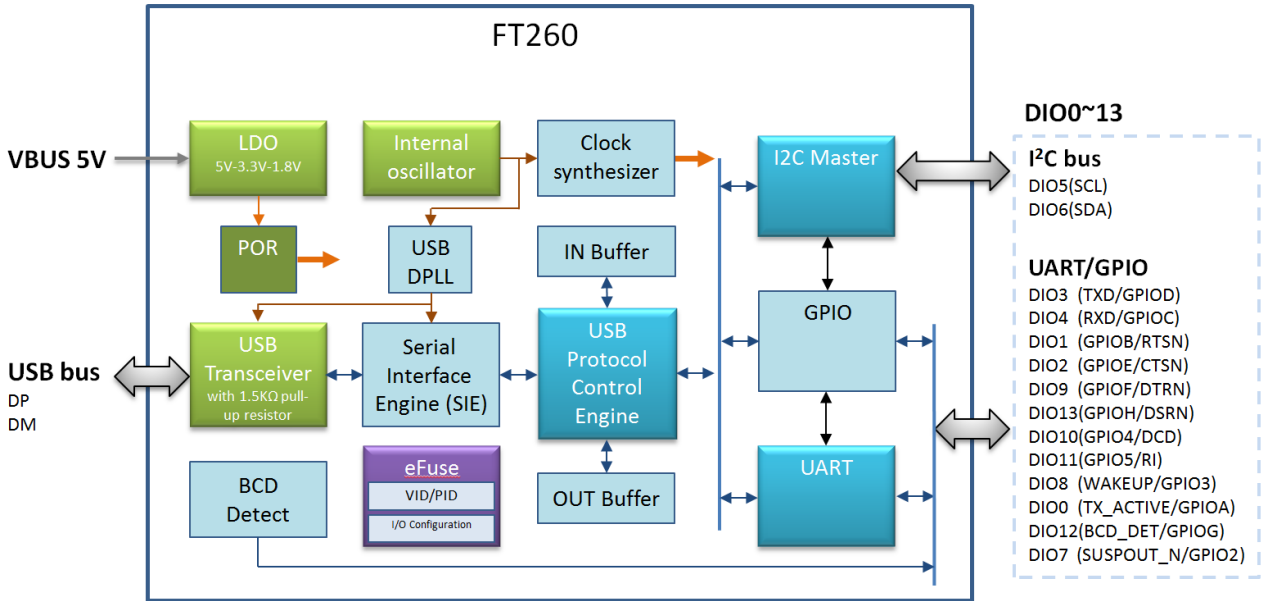 FT260
VBUS 5V
LDO
5V-3.3V-1.8V
Internal
oscillator
Clock
synthesizer
I2C Master
POR
USB
DPLL
IN Buffer
GPIO
USB bus
DP
DM
USB
Transceiver
with 1.5KΩ pull-
up resistor
Serial
Interface
Engine (SIE)
USB
Protocol
Control
Engine
eFuse
VID/PID
I/O Configuration
BCD
Detect
OUT Buffer
UART
DIO0~13
I²C bus
DIO5(SCL)
DIO6(SDA)
UART/GPIO
DIO3 (TXD/GPIOD)
DIO4 (RXD/GPIOC)
DIO1 (GPIOB/RTSN)
DIO2 (GPIOE/CTSN)
DIO9 (GPIOF/DTRN)
DIO13(GPIOH/DSRN)
DIO10(GPIO4/DCD)
DIO11(GPIO5/RI)
DIO8 (WAKEUP/GPIO3)
DIO0 (TX_ACTIVE/GPIOA)
DIO12(BCD_DET/GPIOG)
DIO7 (SUSPOUT_N/GPIO2)